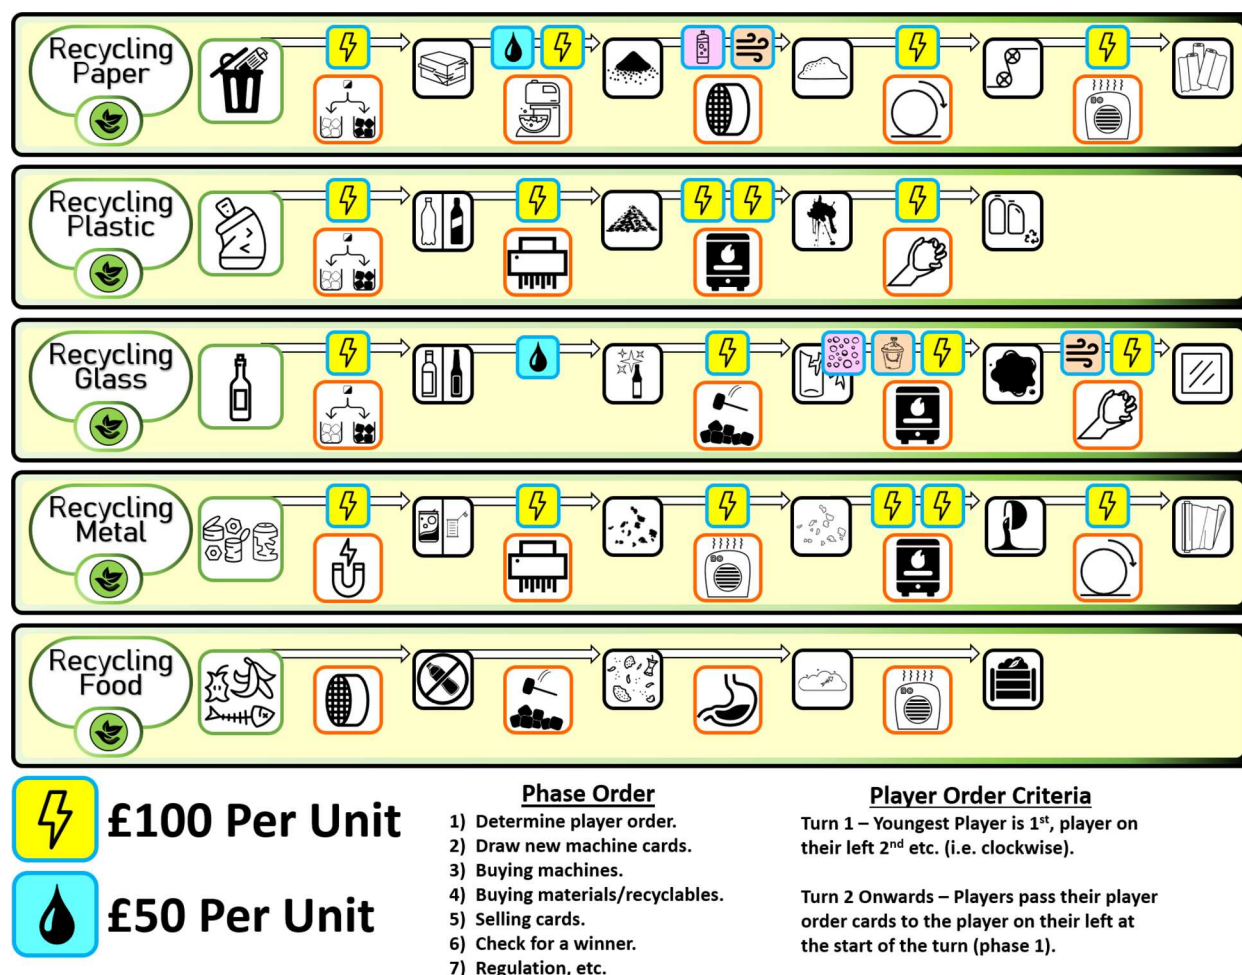 Recycling
Paper
Recycling
Plastic
Recycling
Glass
Recycling
Metal
Recycling
Food
£100 Per Unit
£50 Per Unit
Phase Order
1) Determine player order.
2) Draw new machine cards.
3) Buying machines.
4) Buying materials/recyclables.
5) Selling cards.
6) Check for a winner.
7) Regulation, etc.
Player Order Criteria
Turn 1 – Youngest Player is 1st, player on
their left 2nd etc. (i.e. clockwise).
Turn 2 Onwards – Players pass their player
order cards to the player on their left at
the start of the turn (phase 1).